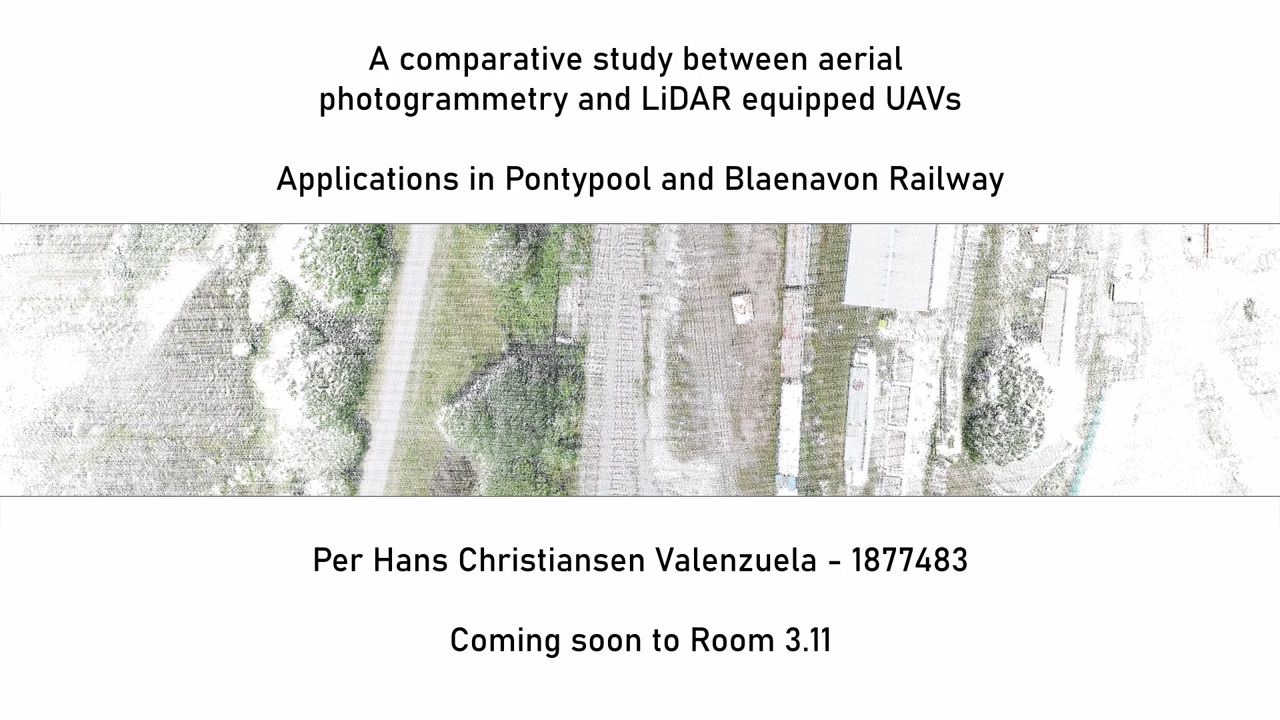 A comparative study between aerial
photogrammetry and LiDAR equipped UAVs
Applications in Pontypool and Blaenavon Railway
Per Hans Christiansen Valenzuela - 1877483
Coming soon to Room 3.11